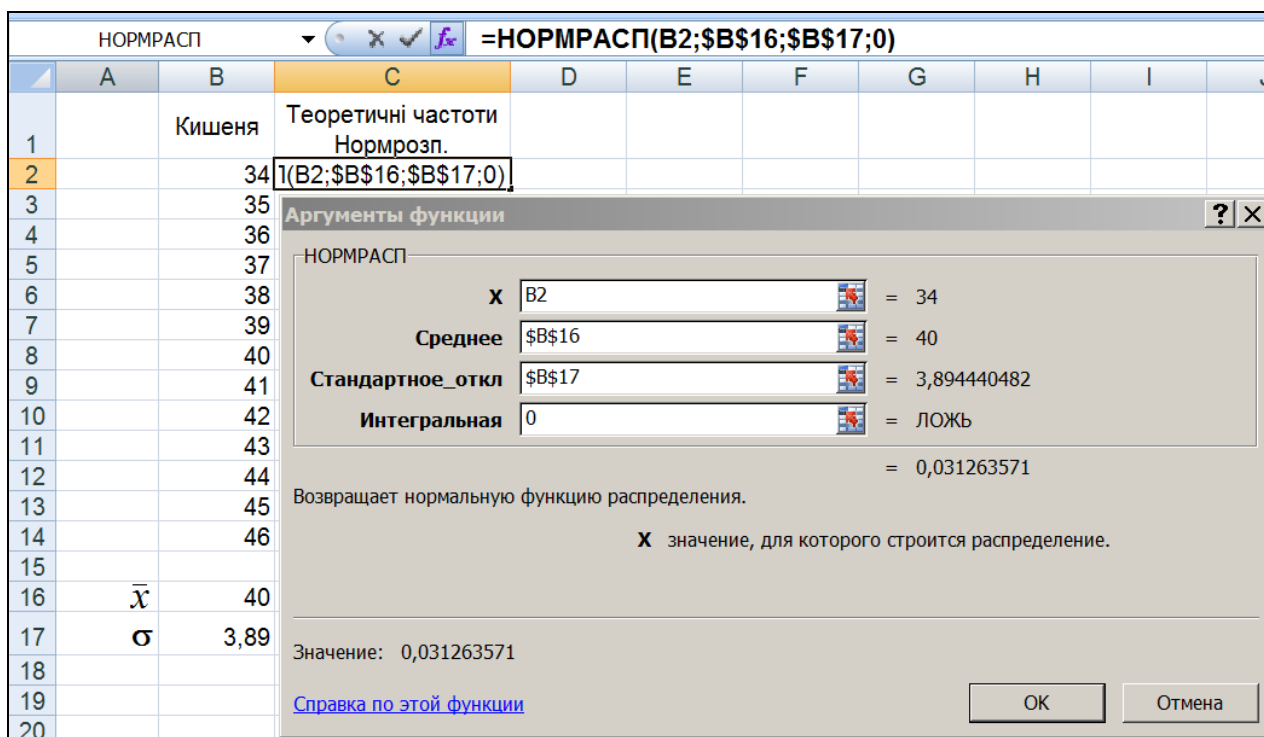 НОРМРАСП fx =НОРМРАСП(B2;$B$16;$B$17;0)
A B C D E F G H I J
1 Кишеня Теоретичні частоти
Нормрозп.
2 34 П(B2;$B$16;$B$17;0)
3 35
4 36
5 37
6 38
7 39
8 40
9 41
10 42
11 43
12 44
13 45
14 46
15
16 x̅ 40
17 σ 3,89
18
19
20
Аргументы функции
НОРМРАСП
X B2 = 34
Среднее $B$16 = 40
Стандартное_откл $B$17 = 3,894440482
Интегральная 0 = ЛОЖЬ
= 0,031263571
Возвращает нормальную функцию распределения.
X значение, для которого строится распределение.
Значение: 0,031263571
Справка по этой функции
OK Отмена